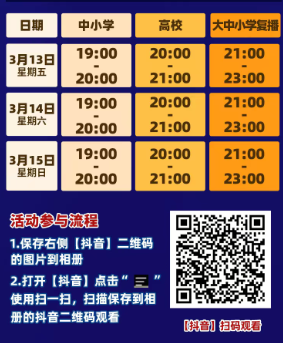 日期 中小学 高校 大中小学复播
3月13日 19:00 20:00 21:00
星期五 20:00 21:00 23:00
3月14日 19:00 20:00 21:00
星期六 20:00 21:00 23:00
3月15日 19:00 20:00 21:00
星期日 20:00 21:00 23:00
活动参与流程
1.保存右侧【抖音】二维码
的图片到相册
2.打开【抖音】点击“ ”
使用扫一扫，扫描保存到相
册的抖音二维码观看
【抖音】扫码观看